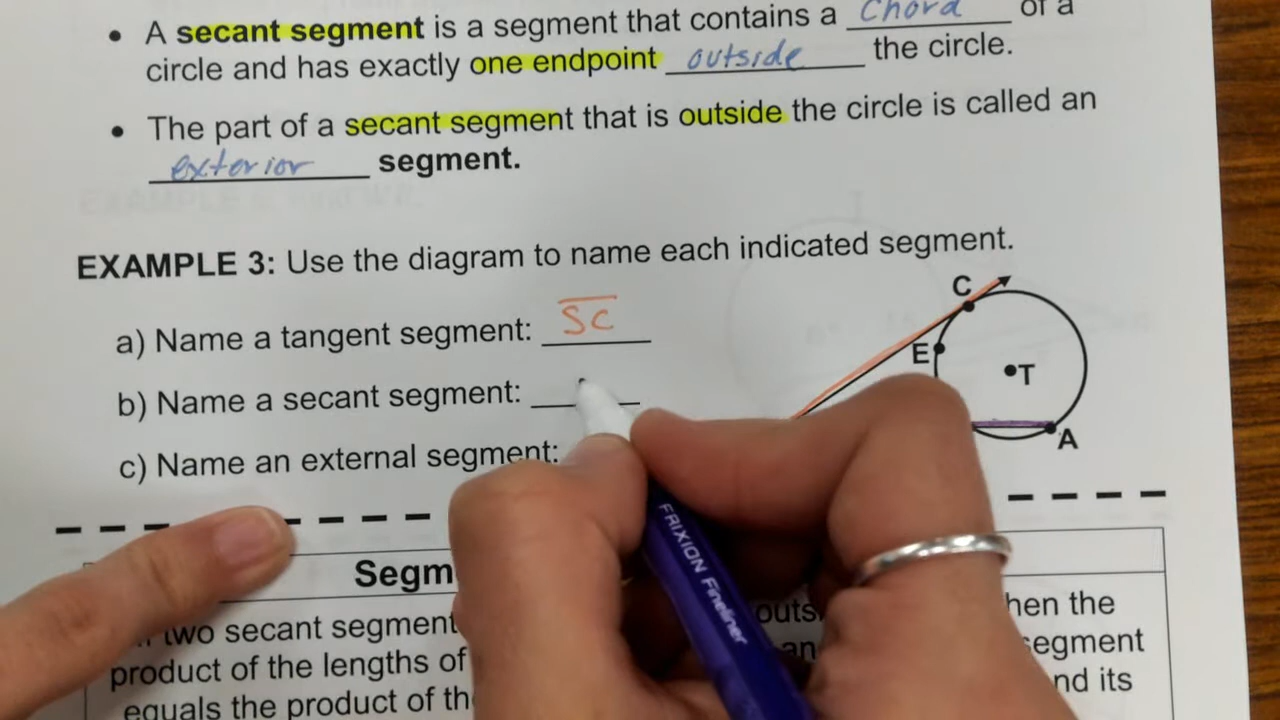 • A secant segment is a segment that contains a chord of a
circle and has exactly one endpoint outside the circle.
• The part of a secant segment that is outside the circle is called an
exterior segment.
EXAMPLE 3: Use the diagram to name each indicated segment.
a) Name a tangent segment: SC
b) Name a secant segment:
c) Name an external segment:
C
E
T
A
FRIXION Fineliner
Segm
two secant segment outs hen the
product of the lengths of an segment
equals the product of th nd its